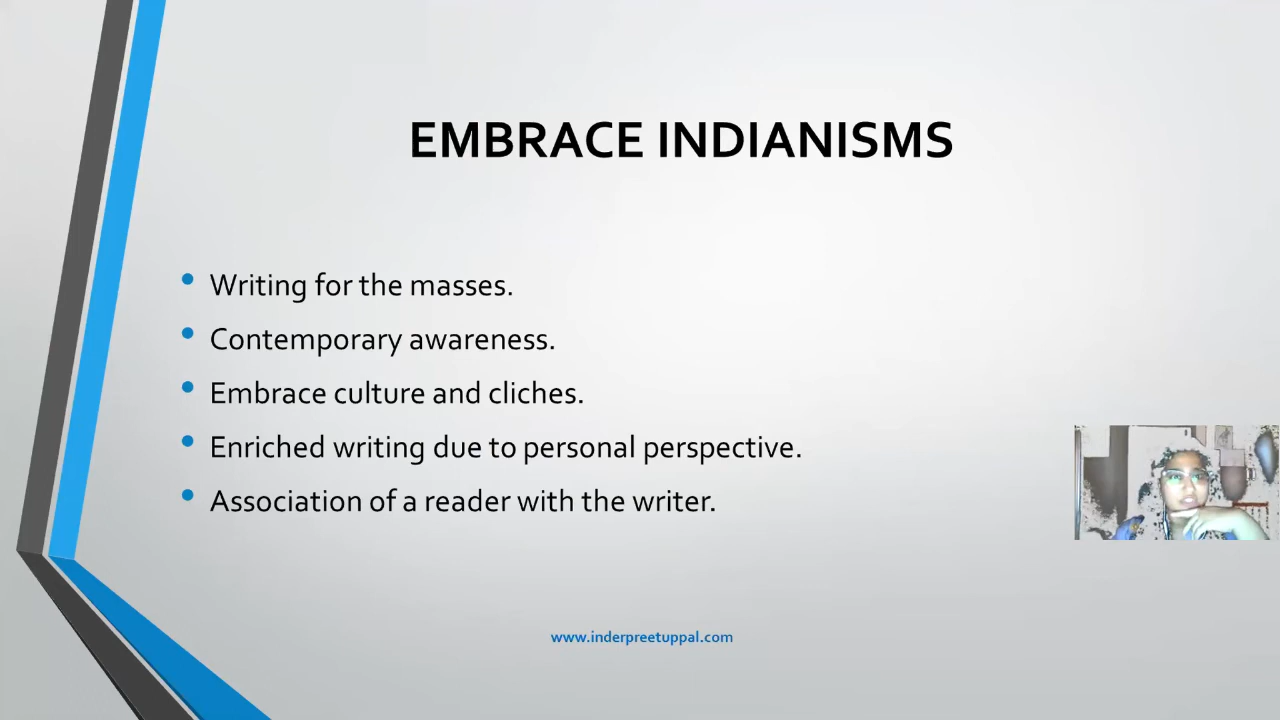 EMBRACE INDIANISMS
Writing for the masses.
Contemporary awareness.
Embrace culture and cliches.
Enriched writing due to personal perspective.
Association of a reader with the writer.
www.inderpreetuppal.com